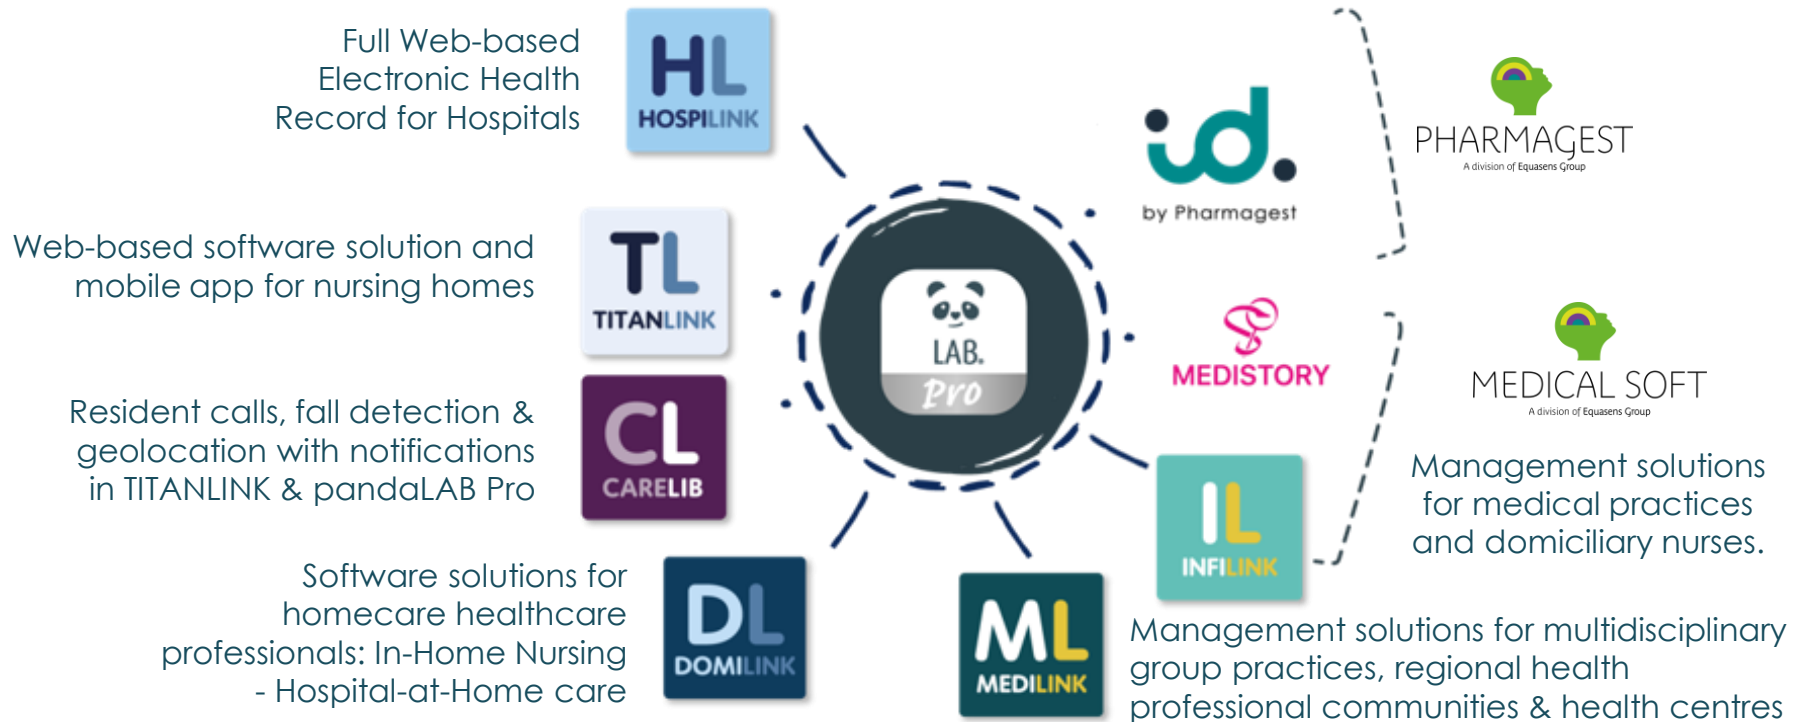 Full Web-based
Electronic Health
Record for Hospitals
HL
HOSPILINK
Web-based software solution and
mobile app for nursing homes
TL
TITANLINK
Resident calls, fall detection &
geolocation with notifications
in TITANLINK & pandaLAB Pro
CL
CARELIB
Software solutions for
homecare healthcare
professionals: In-Home Nursing
- Hospital-at-Home care
DL
DOMILINK
LAB.
Pro
id.
by Pharmagest
PHARMAGEST
A division of Equasens Group
MEDISTORY
MEDICAL SOFT
A division of Equasens Group
IL
INFILINK
Management solutions
for medical practices
and domiciliary nurses.
ML
MEDILINK
Management solutions for multidisciplinary
group practices, regional health
professional communities & health centres